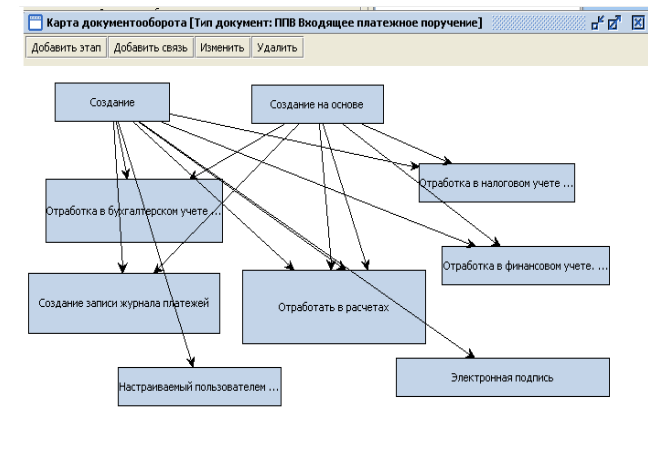 Карта документооборота [Тип документ: ППВ Входящее платежное поручение]
Добавить этап Добавить связь Изменить Удалить
Создание
Создание на основе
Отработка в налоговом учете ...
Отработка в бухгалтерском учете ...
Отработка в финансовом учете. ...
Создание записи журнала платежей
Отработать в расчетах
Настраиваемый пользователем ...
Электронная подпись